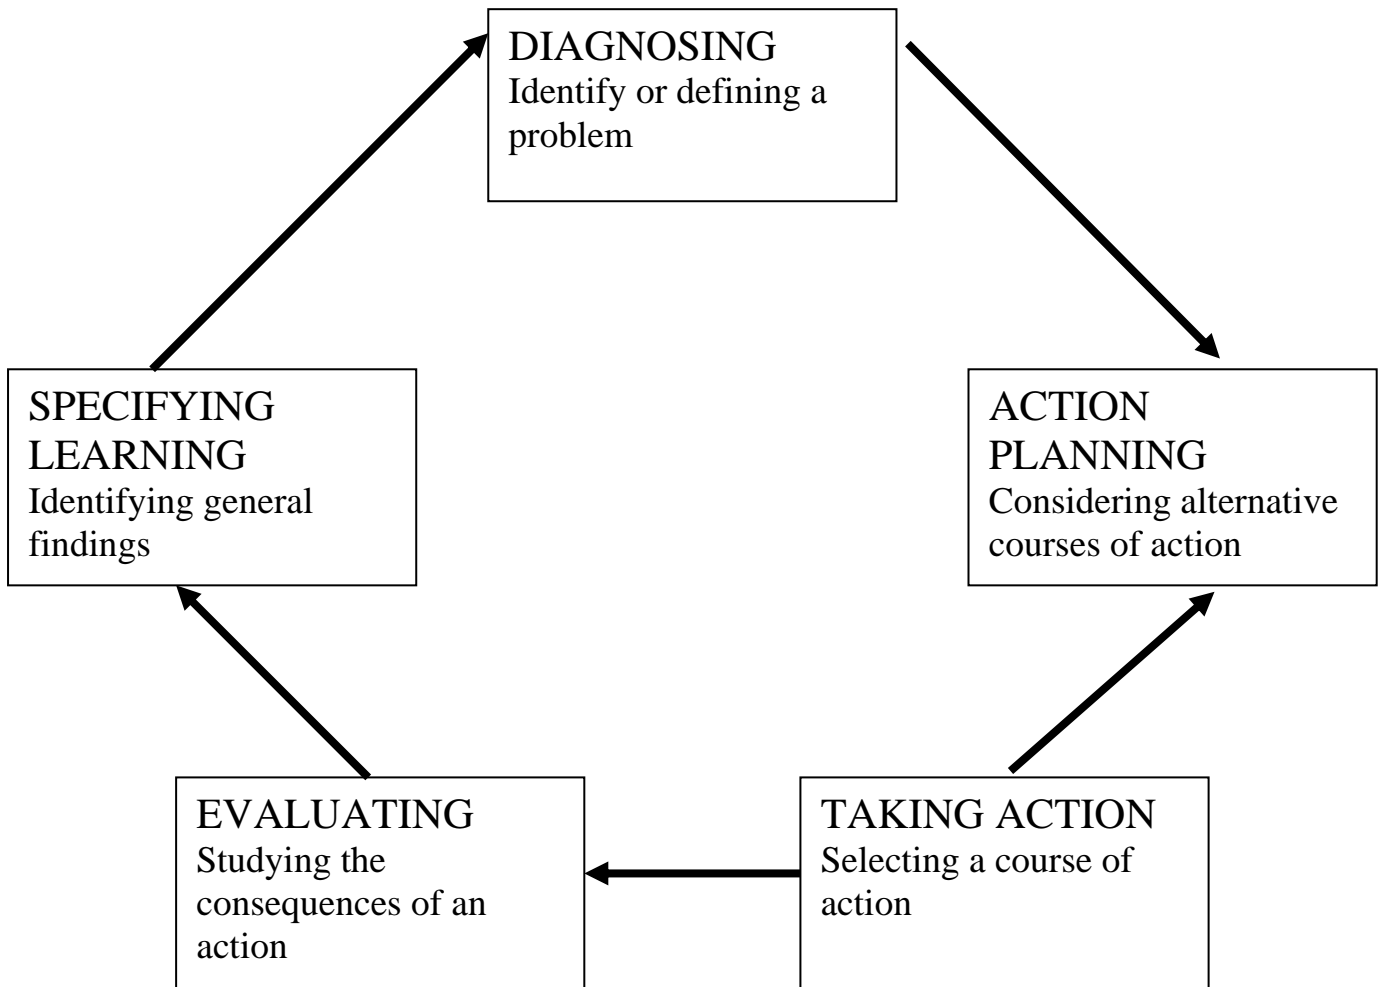 DIAGNOSING
Identify or defining a
problem
SPECIFYING
LEARNING
Identifying general
findings
ACTION
PLANNING
Considering alternative
courses of action
EVALUATING
Studying the
consequences of an
action
TAKING ACTION
Selecting a course of
action